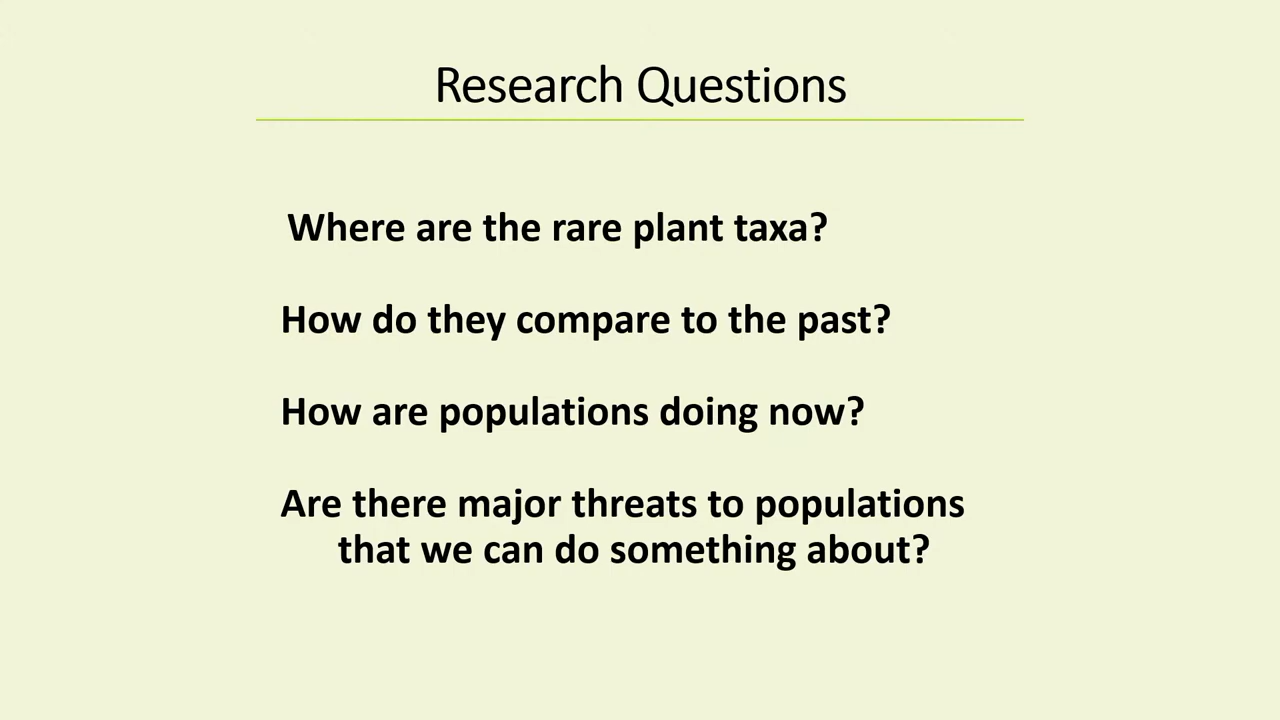 Research Questions
Where are the rare plant taxa?
How do they compare to the past?
How are populations doing now?
Are there major threats to populations
that we can do something about?